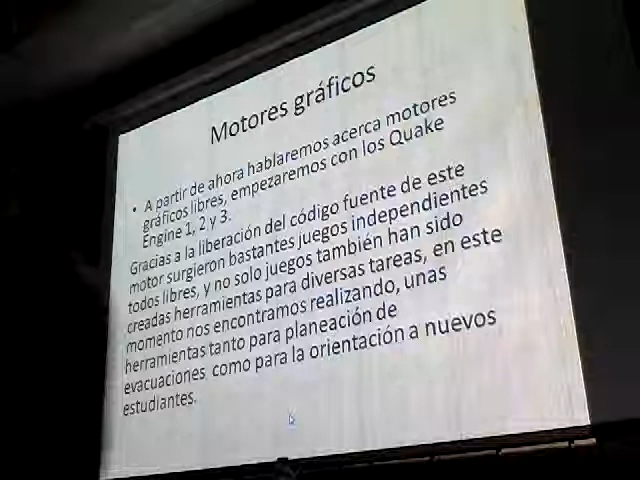 Motores gráficos
• A partir de ahora hablaremos acerca motores
gráficos libres, empezaremos con los Quake
Engine 1, 2 y 3.
Gracias a la liberación del código fuente de este
motor surgieron bastantes juegos independientes
todos libres, y no solo juegos también han sido
creadas herramientas para diversas tareas, en este
momento nos encontramos realizando, unas
herramientas tanto para planeación de
evacuaciones como para la orientación a nuevos
estudiantes.